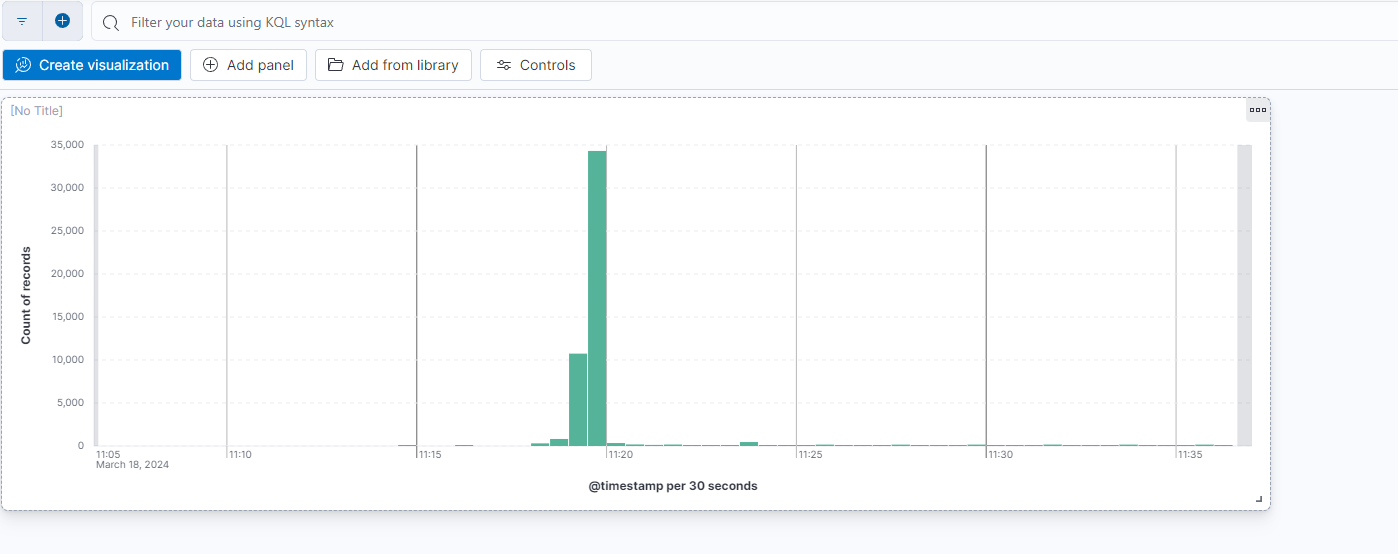 Filter your data using KQL syntax
Create visualization
Add panel
Add from library
Controls
[No Title]
35,000
30,000
25,000
20,000
15,000
10,000
5,000
0
Count of records
11:05
March 18, 2024
11:10
11:15
11:20
11:25
11:30
11:35
@timestamp per 30 seconds